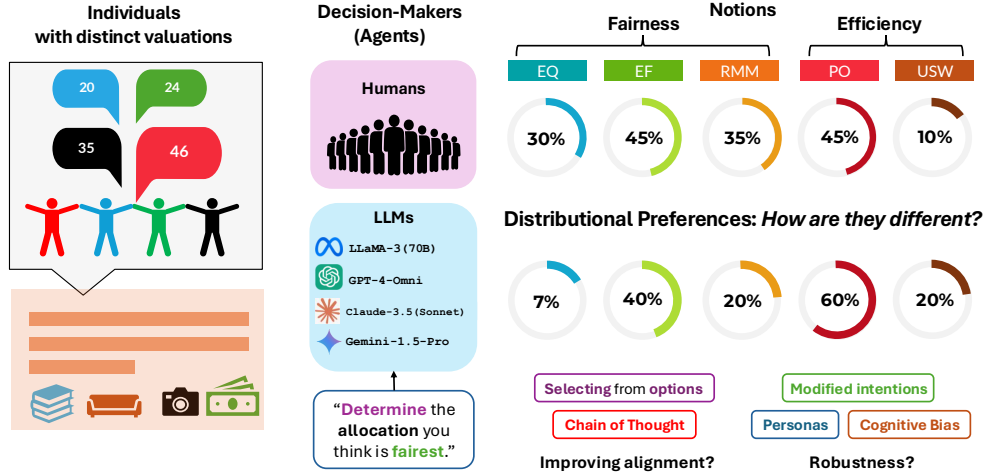 Individuals
with distinct valuations
20
24
35
46
Decision-Makers
(Agents)
Humans
LLMs
LLaMA-3(70B)
GPT-4-Omni
Claude-3.5(Sonnet)
Gemini-1.5-Pro
“Determine the
allocation you
think is fairest.”
Notions
Fairness
Efficiency
EQ
EF
RMM
PO
USW
30%
45%
35%
45%
10%
Distributional Preferences: How are they different?
7%
40%
20%
60%
20%
Selecting from options
Chain of Thought
Improving alignment?
Modified intentions
Personas
Cognitive Bias
Robustness?